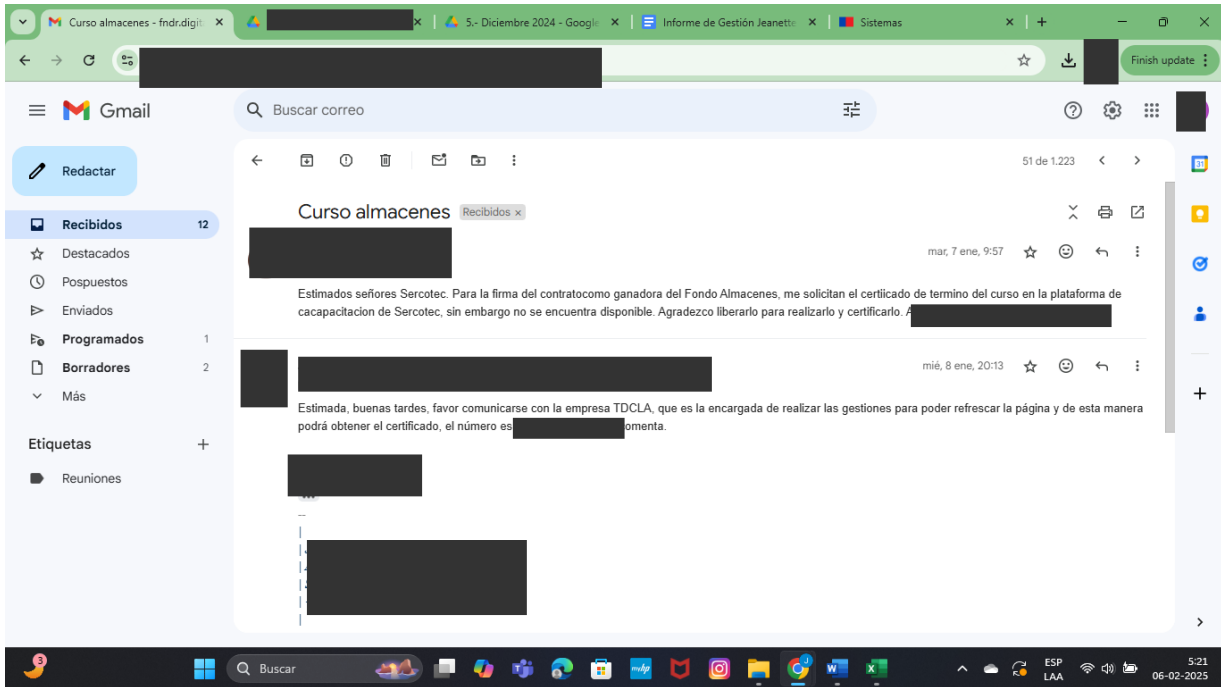 Curso almacenes - fndr.digit
5.- Diciembre 2024 - Google
Informe de Gestión Jeanette
Sistemas
Finish update
Gmail
Buscar correo
Redactar
51 de 1.223
31
Recibidos 12
Destacados
Pospuestos
Enviados
Programados 1
Borradores 2
Más
Etiquetas
Reuniones
Curso almacenes Recibidos x
mar, 7 ene, 9:57
Estimados señores Sercotec. Para la firma del contratocomo ganadora del Fondo Almacenes, me solicitan el certiicado de termino del curso en la plataforma de
cacapacitacion de Sercotec, sin embargo no se encuentra disponible. Agradezco liberarlo para realizarlo y certificarlo.
mié, 8 ene, 20:13
Estimada, buenas tardes, favor comunicarse con la empresa TDCLA, que es la encargada de realizar las gestiones para poder refrescar la página y de esta manera
podrá obtener el certificado, el número es omenta.
--
3
Buscar
myhp
ESP
LAA
5:21
06-02-2025